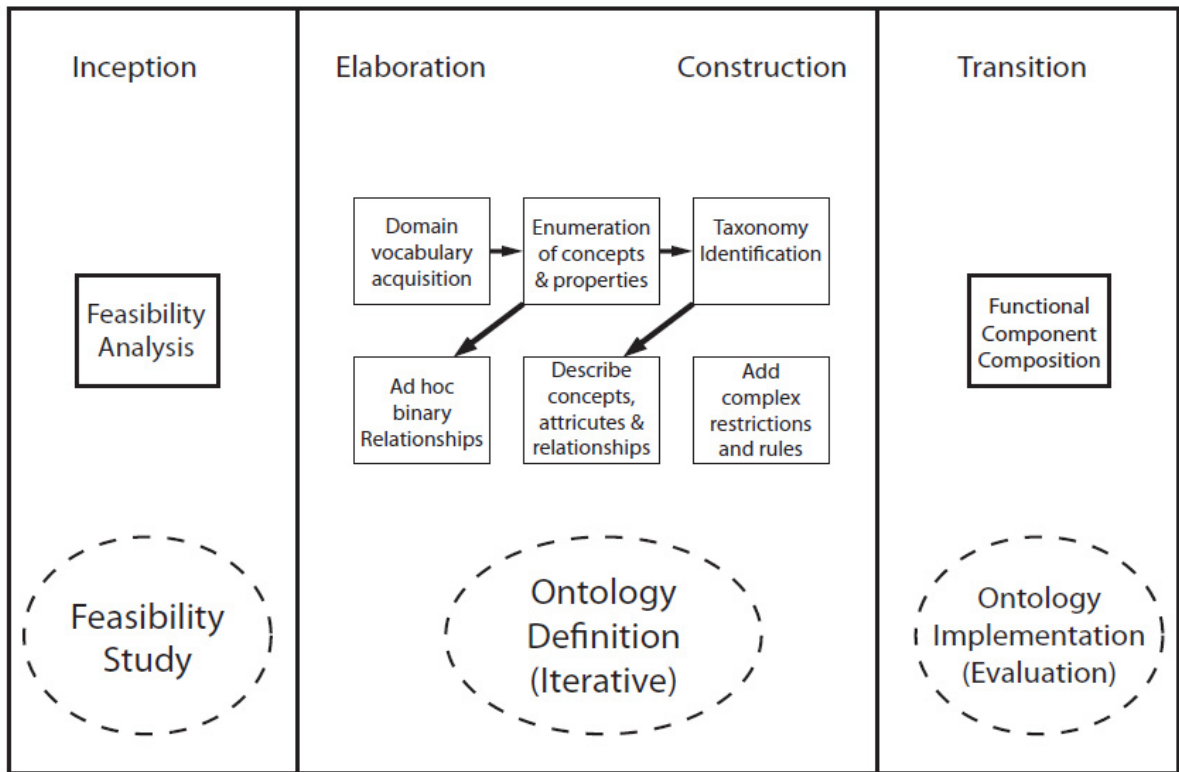 Inception
Elaboration
Construction
Transition
Feasibility
Analysis
Domain
vocabulary
acquisition
Enumeration
of concepts
& properties
Taxonomy
Identification
Ad hoc
binary
Relationships
Describe
concepts,
attricutes &
relationships
Add
complex
restrictions
and rules
Functional
Component
Composition
Feasibility
Study
Ontology
Definition
(Iterative)
Ontology
Implementation
(Evaluation)